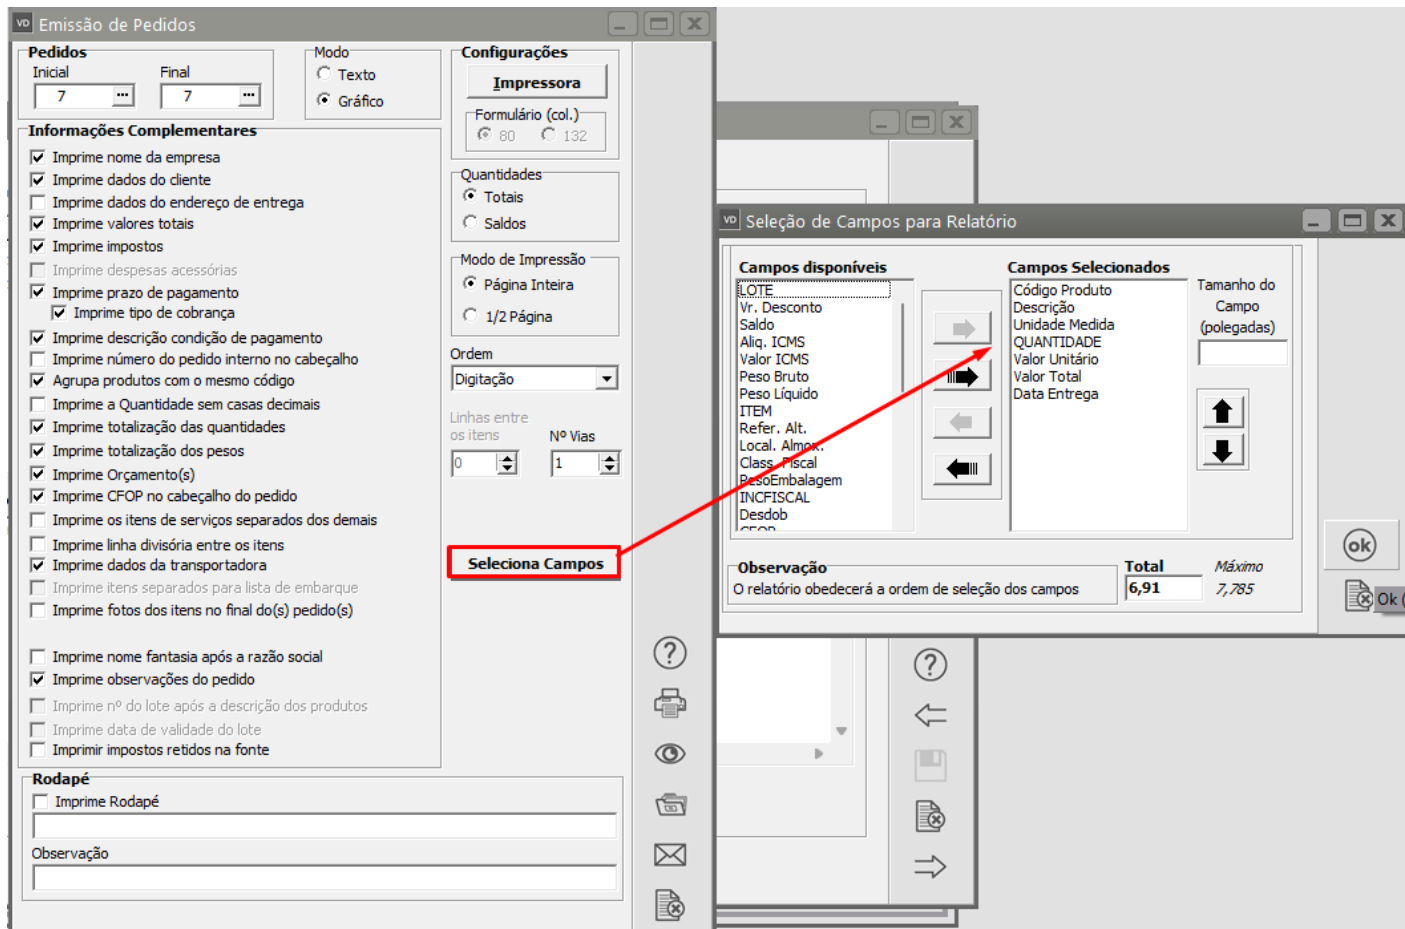 VD Emissão de Pedidos
Pedidos
Inicial Final
7 ... 7 ...
Modo
Texto
Gráfico
Configurações
Impressora
Formulário (col.)
80 132
Informações Complementares
Imprime nome da empresa
Imprime dados do cliente
Imprime dados do endereço de entrega
Imprime valores totais
Imprime impostos
Imprime despesas acessórias
Imprime prazo de pagamento
Imprime tipo de cobrança
Imprime descrição condição de pagamento
Imprime número do pedido interno no cabeçalho
Agrupa produtos com o mesmo código
Imprime a Quantidade sem casas decimais
Imprime totalização das quantidades
Imprime totalização dos pesos
Imprime Orçamento(s)
Imprime CFOP no cabeçalho do pedido
Imprime os itens de serviços separados dos demais
Imprime linha divisória entre os itens
Imprime dados da transportadora
Imprime itens separados para lista de embarque
Imprime fotos dos itens no final do(s) pedido(s)
Imprime nome fantasia após a razão social
Imprime observações do pedido
Imprime nº do lote após a descrição dos produtos
Imprime data de validade do lote
Imprimir impostos retidos na fonte
Quantidades
Totais
Saldos
Modo de Impressão
Página Inteira
1/2 Página
Ordem
Digitação
Linhas entre
os itens Nº Vias
0 1
Seleciona Campos
Rodapé
Imprime Rodapé
Observação
VD Seleção de Campos para Relatório
Campos disponíveis
LOTE
Vr. Desconto
Saldo
Aliq. ICMS
Valor ICMS
Peso Bruto
Peso Líquido
ITEM
Refer. Alt.
Local. Almox.
Class. Fiscal
PesoEmbalagem
INCFISCAL
Desdob
CFOP
Campos Selecionados
Código Produto
Descrição
Unidade Medida
QUANTIDADE
Valor Unitário
Valor Total
Data Entrega
Tamanho do
Campo
(polegadas)
Observação
O relatório obedecerá a ordem de seleção dos campos
Total Máximo
6,91 7,785
ok
Ok (